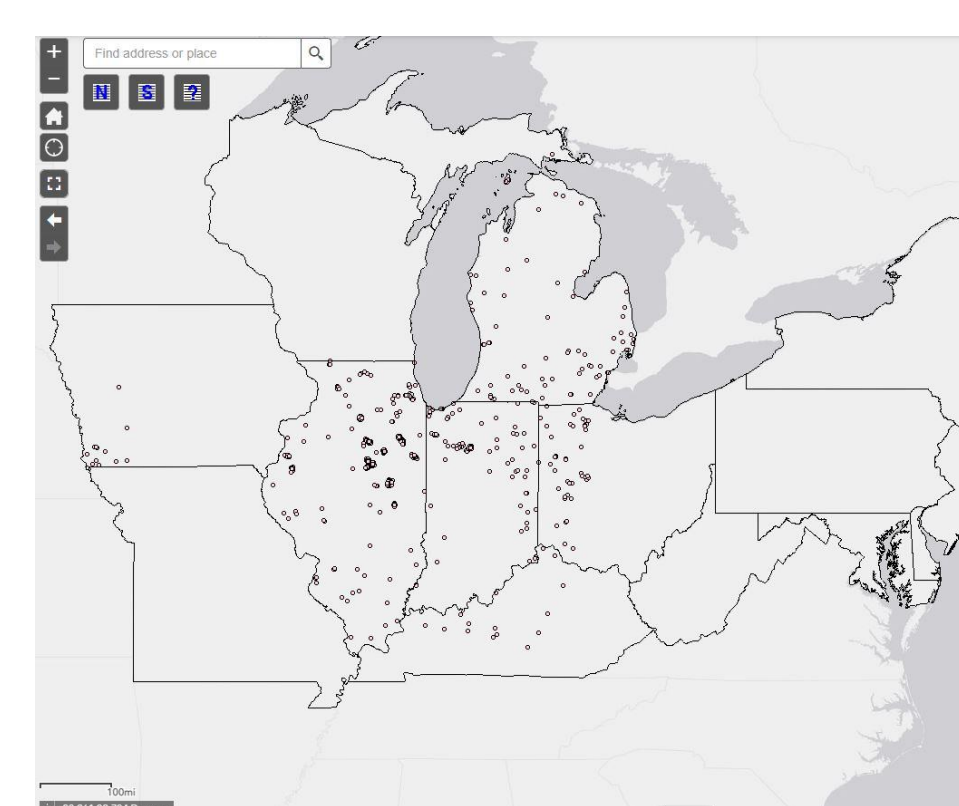 +
Find address or place
−
N S ?
100mi